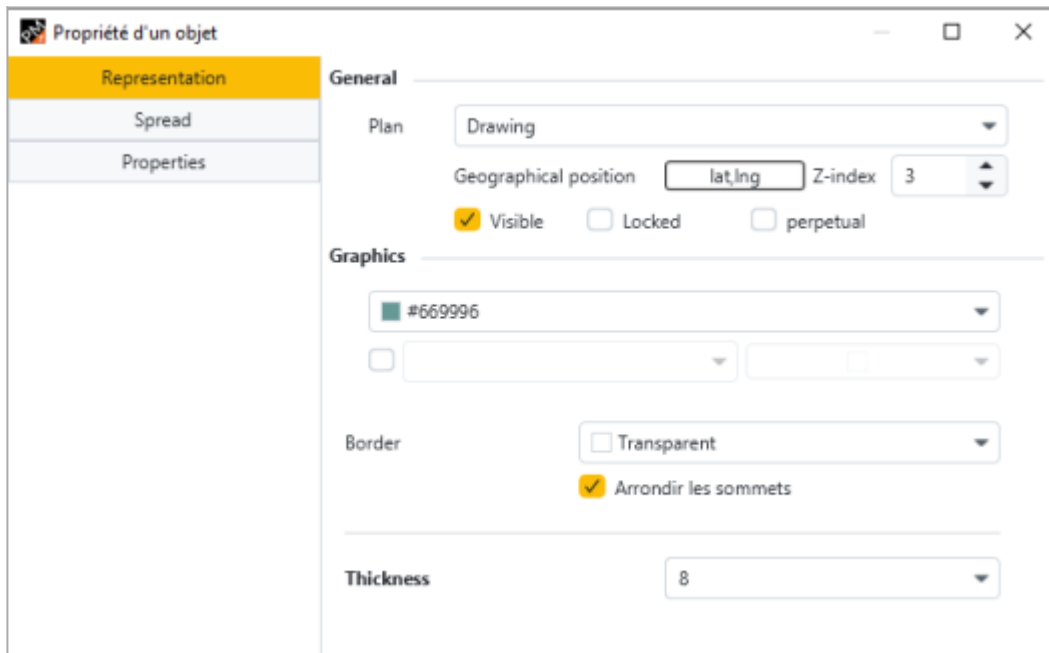 Propriété d'un objet
Representation
Spread
Properties
General
Plan
Drawing
Geographical position
lat,lng
Z-index
3
Visible
Locked
perpetual
Graphics
#669996
Border
Transparent
Arrondir les sommets
Thickness
8